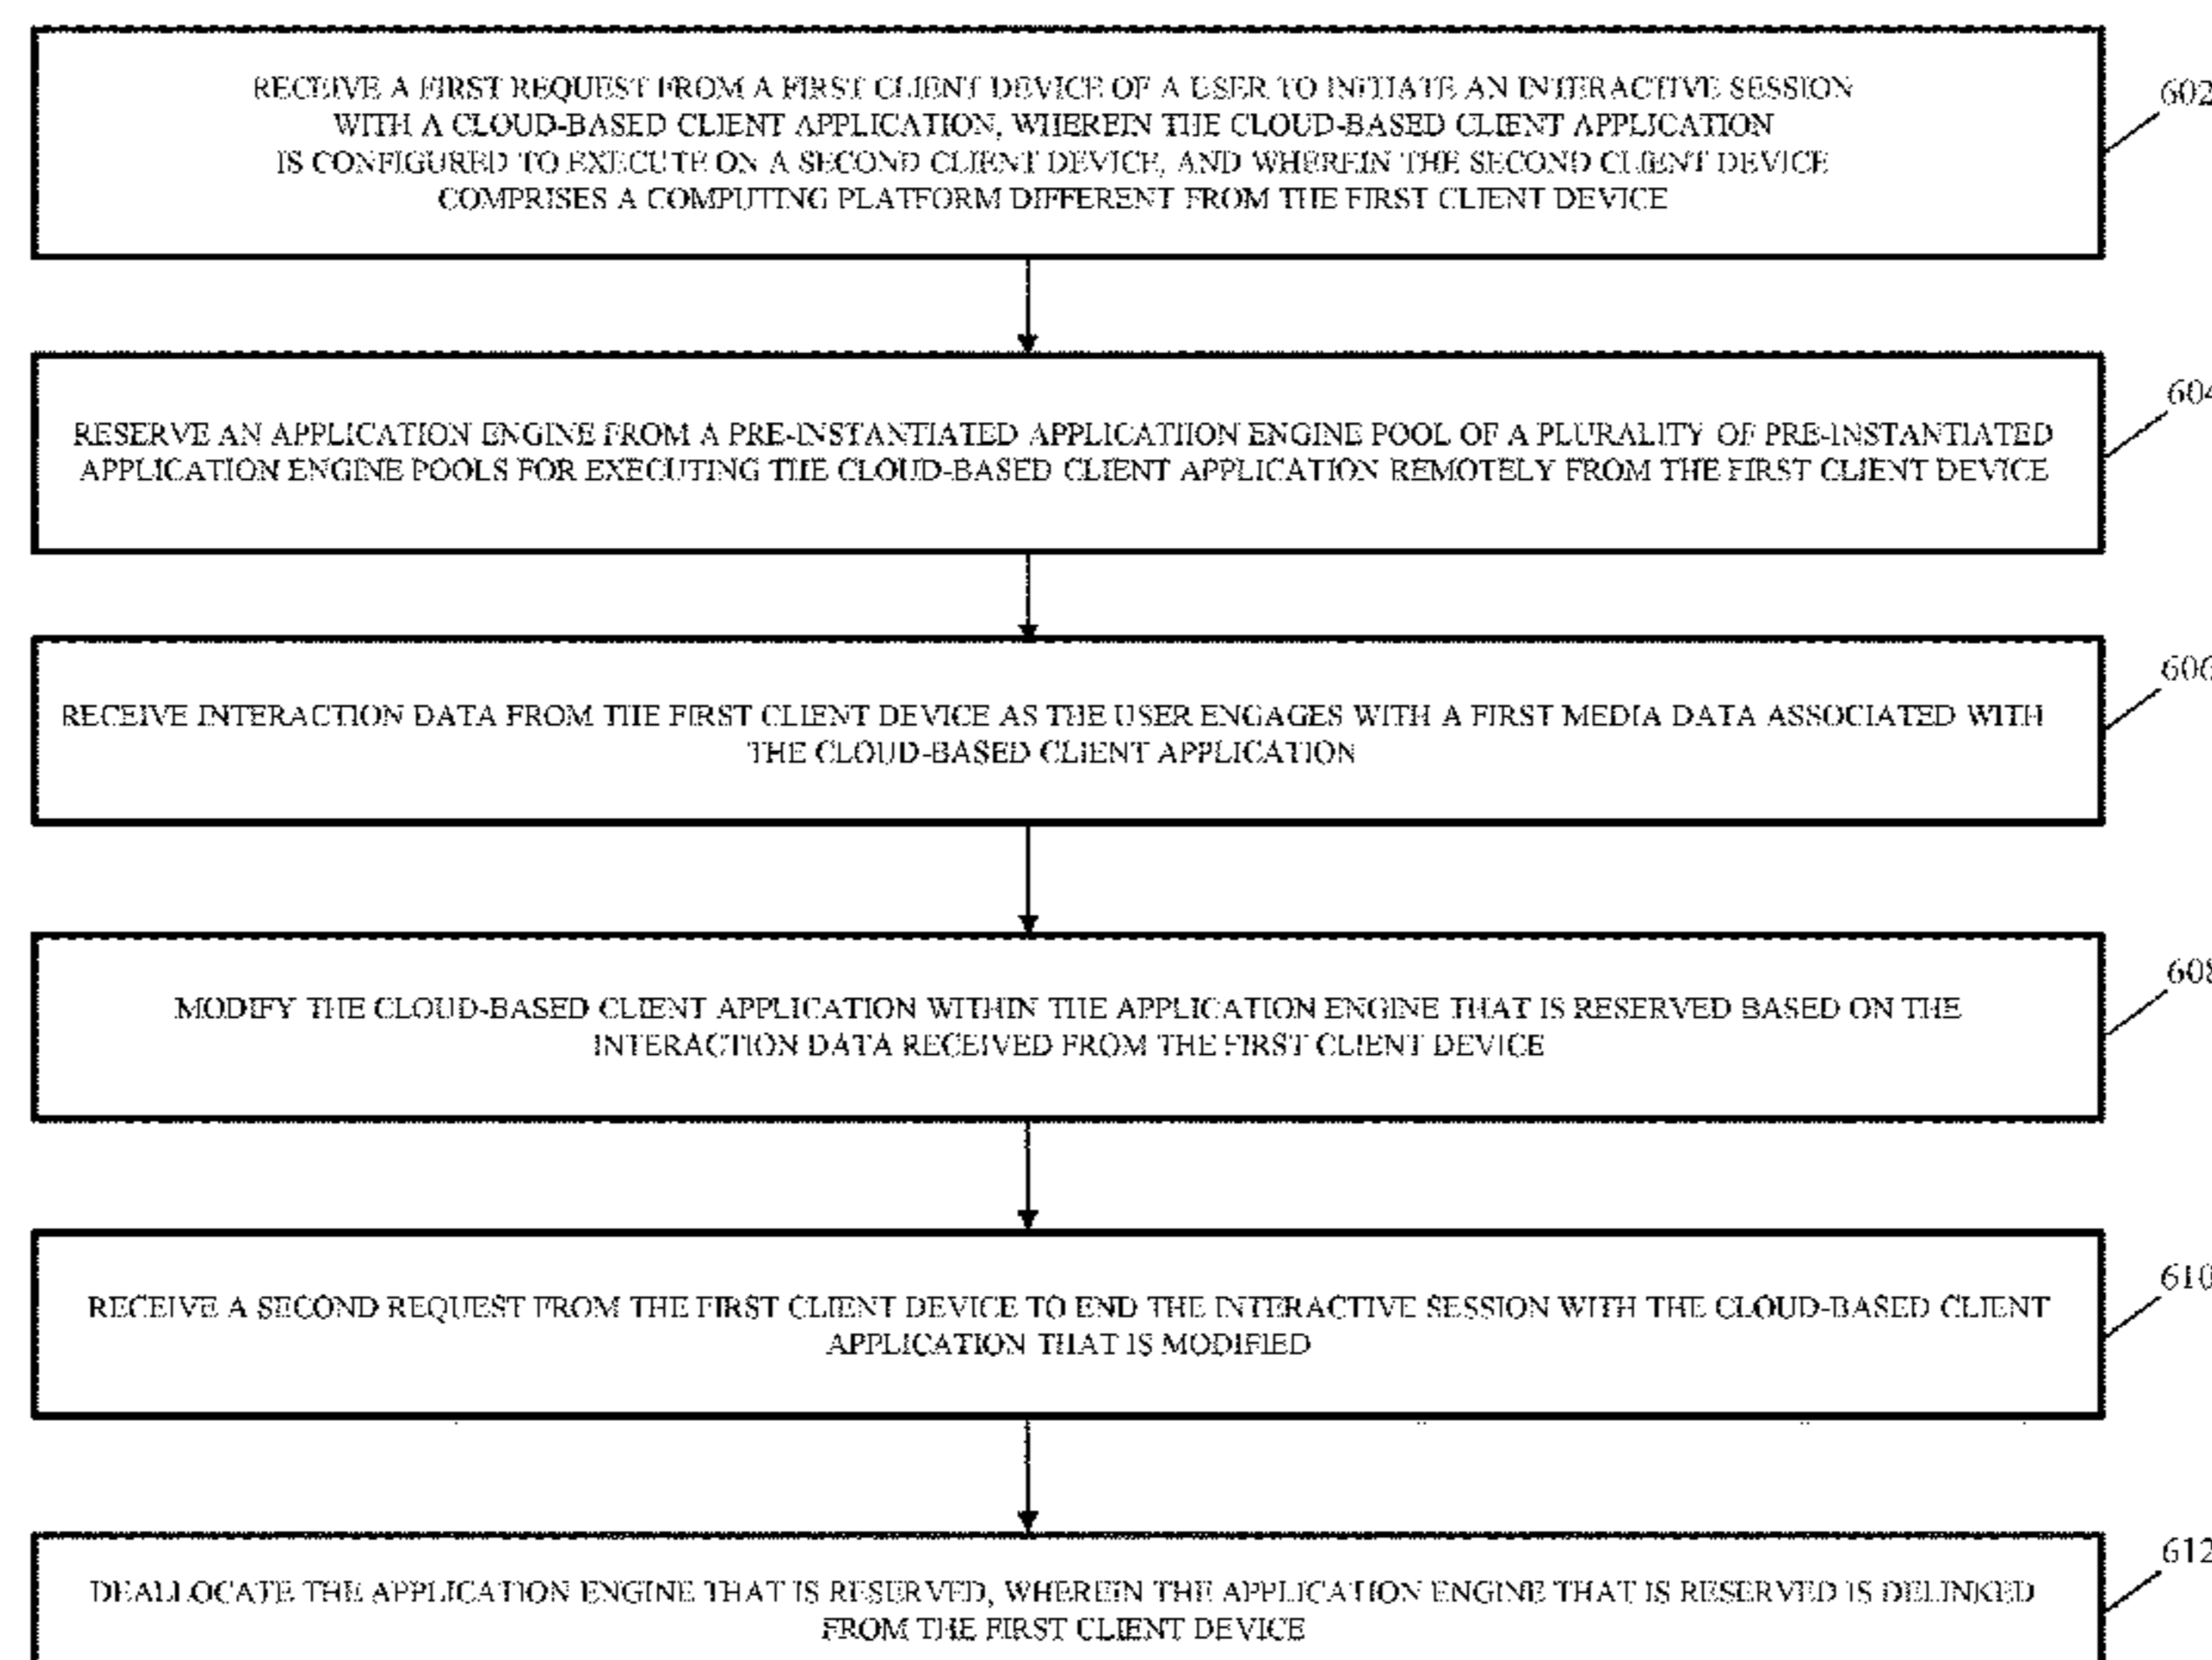 RECEIVE A FIRST REQUEST FROM A FIRST CLIENT DEVICE OF A USER TO INITIATE AN INTERACTIVE SESSION
WITH A CLOUD-BASED CLIENT APPLICATION, WHEREIN THE CLOUD-BASED CLIENT APPLICATION
IS CONFIGURED TO EXECUTE ON A SECOND CLIENT DEVICE, AND WHEREIN THE SECOND CLIENT DEVICE
COMPRISES A COMPUTING PLATFORM DIFFERENT FROM THE FIRST CLIENT DEVICE
602
RESERVE AN APPLICATION ENGINE FROM A PRE-INSTANTIATED APPLICATION ENGINE POOL OF A PLURALITY OF PRE-INSTANTIATED
APPLICATION ENGINE POOLS FOR EXECUTING THE CLOUD-BASED CLIENT APPLICATION REMOTELY FROM THE FIRST CLIENT DEVICE
604
RECEIVE INTERACTION DATA FROM THE FIRST CLIENT DEVICE AS THE USER ENGAGES WITH A FIRST MEDIA DATA ASSOCIATED WITH
THE CLOUD-BASED CLIENT APPLICATION
606
MODIFY THE CLOUD-BASED CLIENT APPLICATION WITHIN THE APPLICATION ENGINE THAT IS RESERVED BASED ON THE
INTERACTION DATA RECEIVED FROM THE FIRST CLIENT DEVICE
608
RECEIVE A SECOND REQUEST FROM THE FIRST CLIENT DEVICE TO END THE INTERACTIVE SESSION WITH THE CLOUD-BASED CLIENT
APPLICATION THAT IS MODIFIED
610
DEALLOCATE THE APPLICATION ENGINE THAT IS RESERVED, WHEREIN THE APPLICATION ENGINE THAT IS RESERVED IS DELINKED
FROM THE FIRST CLIENT DEVICE
612